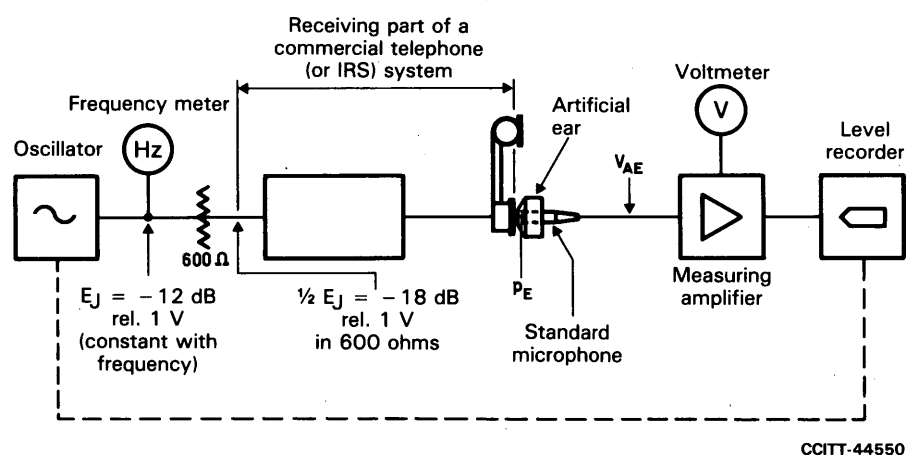 Receiving part of a
commercial telephone
(or IRS) system
Frequency meter
Hz
Oscillator
Artificial
ear
Voltmeter
V
Level
recorder
V_AE
600 Ω
E_J = −12 dB
rel. 1 V
(constant with
frequency)
½ E_J = −18 dB
rel. 1 V
in 600 ohms
p_E
Standard
microphone
Measuring
amplifier
CCITT-44550